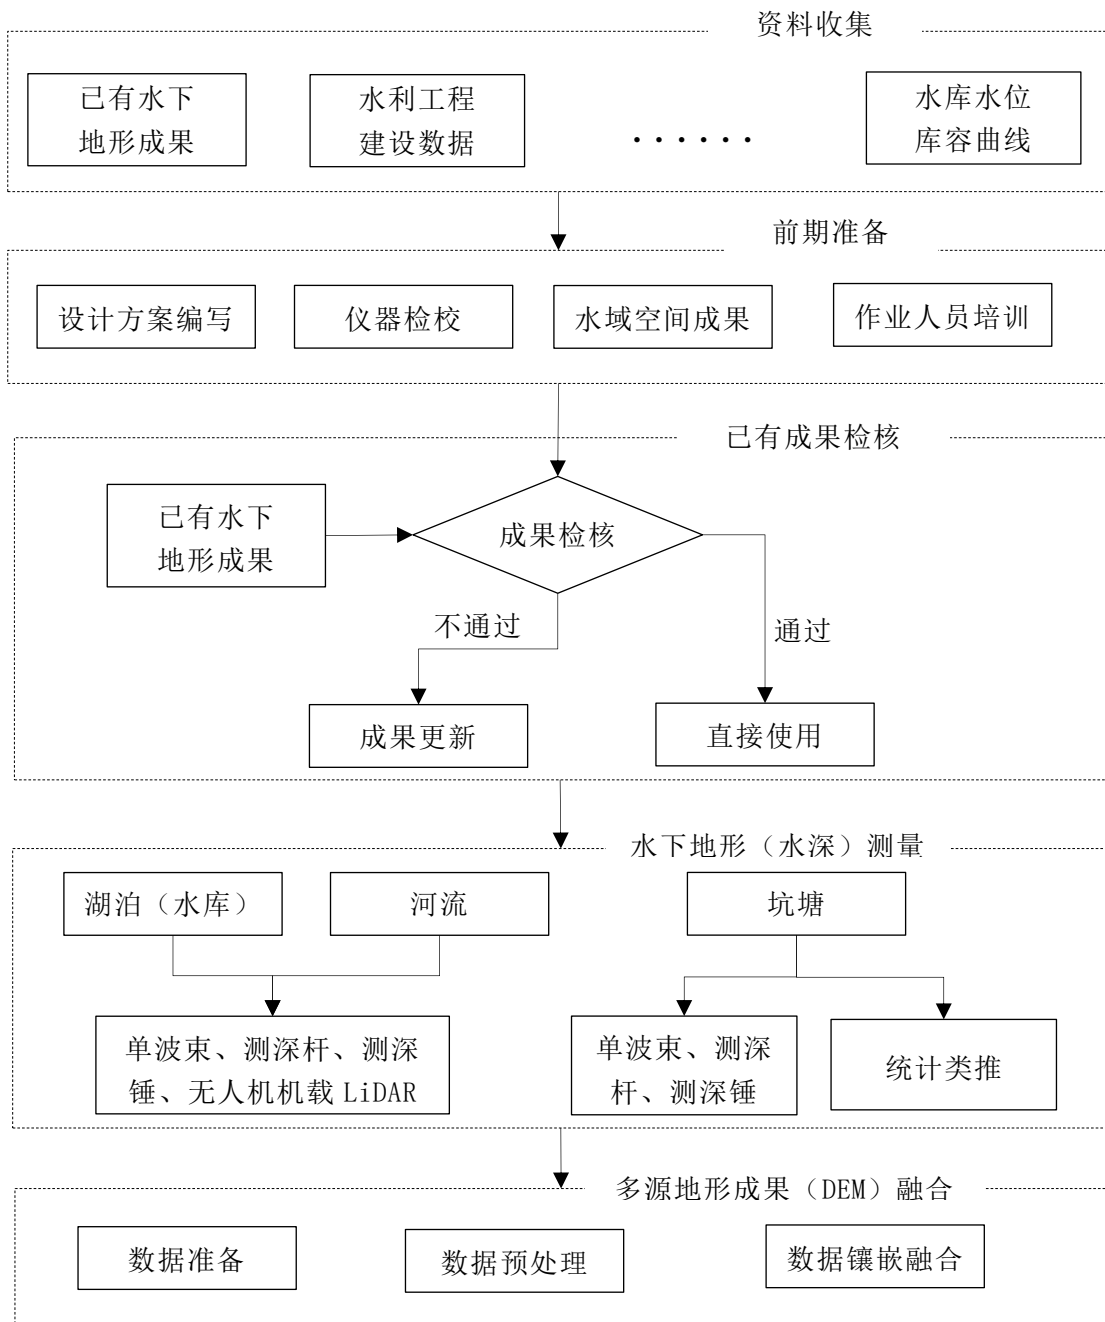 资料收集
已有水下
地形成果
水利工程
建设数据
······
水库水位
库容曲线
前期准备
设计方案编写
仪器检校
水域空间成果
作业人员培训
已有成果检核
已有水下
地形成果
成果检核
不通过
通过
成果更新
直接使用
水下地形（水深）测量
湖泊（水库）
河流
坑塘
单波束、测深杆、测深
锤、无人机机载 LiDAR
单波束、测深
杆、测深锤
统计类推
多源地形成果（DEM）融合
数据准备
数据预处理
数据镶嵌融合